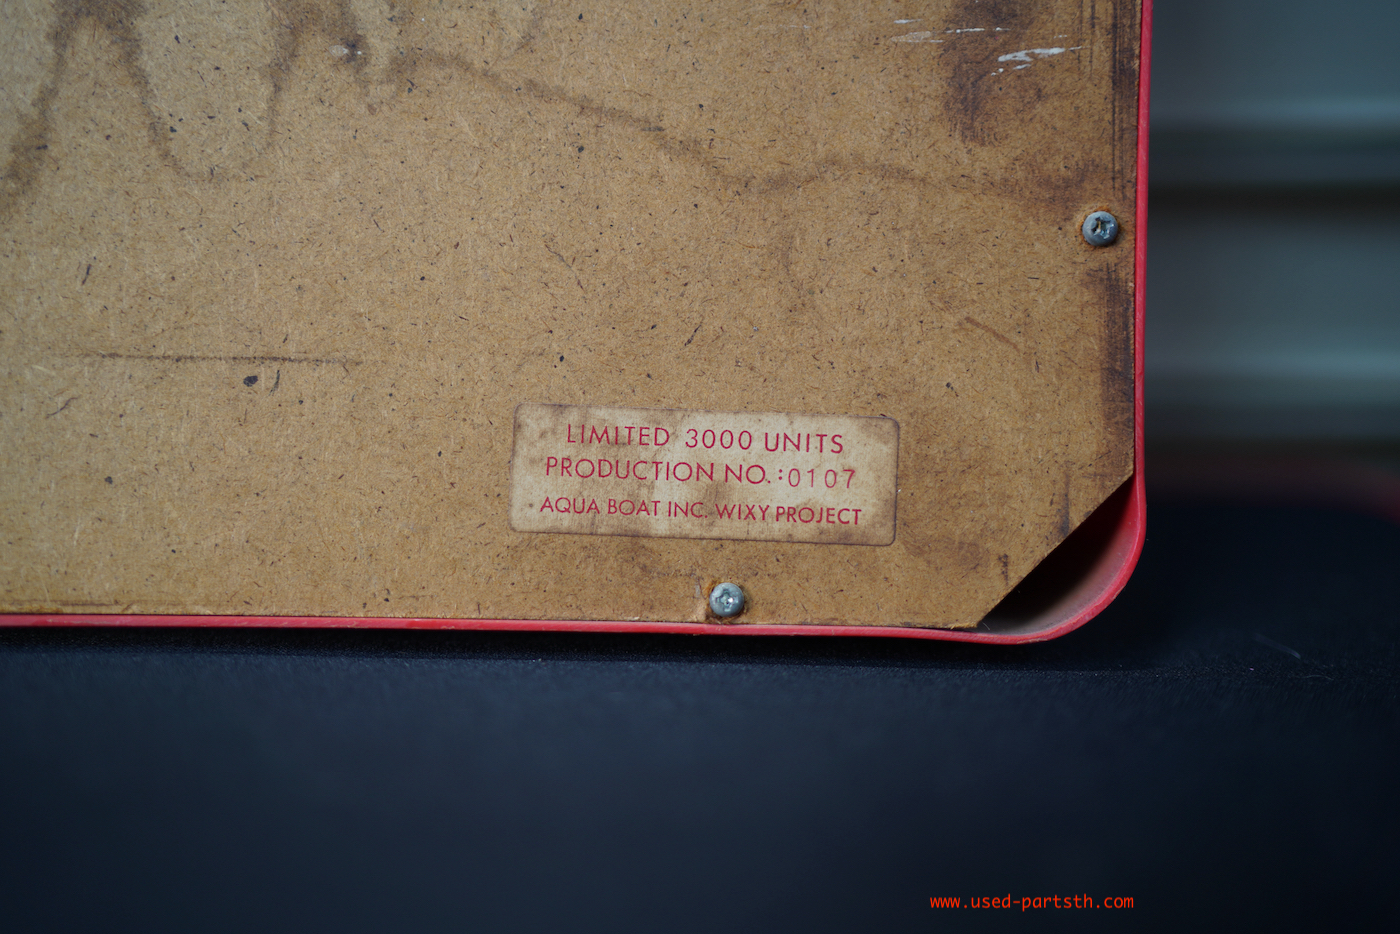 LIMITED 3000 UNITS
PRODUCTION NO.:0107
AQUA BOAT INC. WIXY PROJECT
www.used-partsth.com